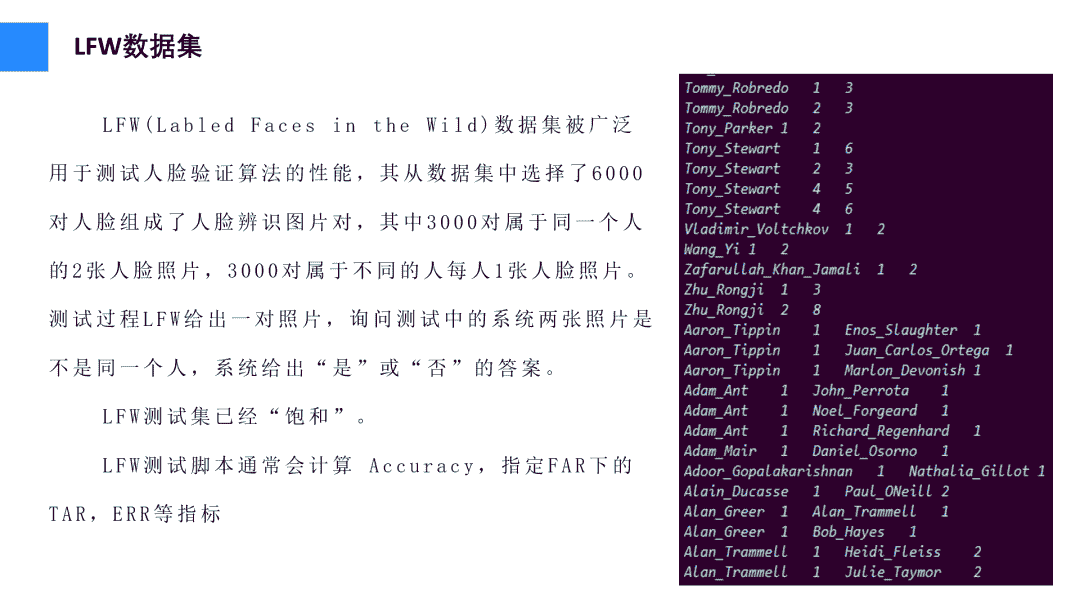 LFW数据集
LFW(Labled Faces in the Wild)数据集被广泛
用于测试人脸验证算法的性能，其从数据集中选择了6000
对人脸组成了人脸辨识图片对，其中3000对属于同一个人
的2张人脸照片，3000对属于不同的人每人1张人脸照片。
测试过程LFW给出一对照片，询问测试中的系统两张照片是
不是同一个人，系统给出“是”或“否”的答案。
LFW测试集已经“饱和”。
LFW测试脚本通常会计算 Accuracy，指定FAR下的
TAR，ERR等指标
Tommy_Robredo 1 3
Tommy_Robredo 2 3
Tony_Parker 1 2
Tony_Stewart 1 6
Tony_Stewart 2 3
Tony_Stewart 4 5
Tony_Stewart 4 6
Vladimir_Voltchkov 1 2
Wang_Yi 1 2
Zafarullah_Khan_Jamali 1 2
Zhu_Rongji 1 3
Zhu_Rongji 2 8
Aaron_Tippin 1 Enos_Slaughter 1
Aaron_Tippin 1 Juan_Carlos_Ortega 1
Aaron_Tippin 1 Marlon_Devonish 1
Adam_Ant 1 John_Perrota 1
Adam_Ant 1 Noel_Forgeard 1
Adam_Ant 1 Richard_Regenhard 1
Adam_Mair 1 Daniel_Osorno 1
Adoor_Gopalakarishnan 1 Nathalia_Gillot 1
Alain_Ducasse 1 Paul_ONeill 2
Alan_Greer 1 Alan_Trammell 1
Alan_Greer 1 Bob_Hayes 1
Alan_Trammell 1 Heidi_Fleiss 2
Alan_Trammell 1 Julie_Taymor 2